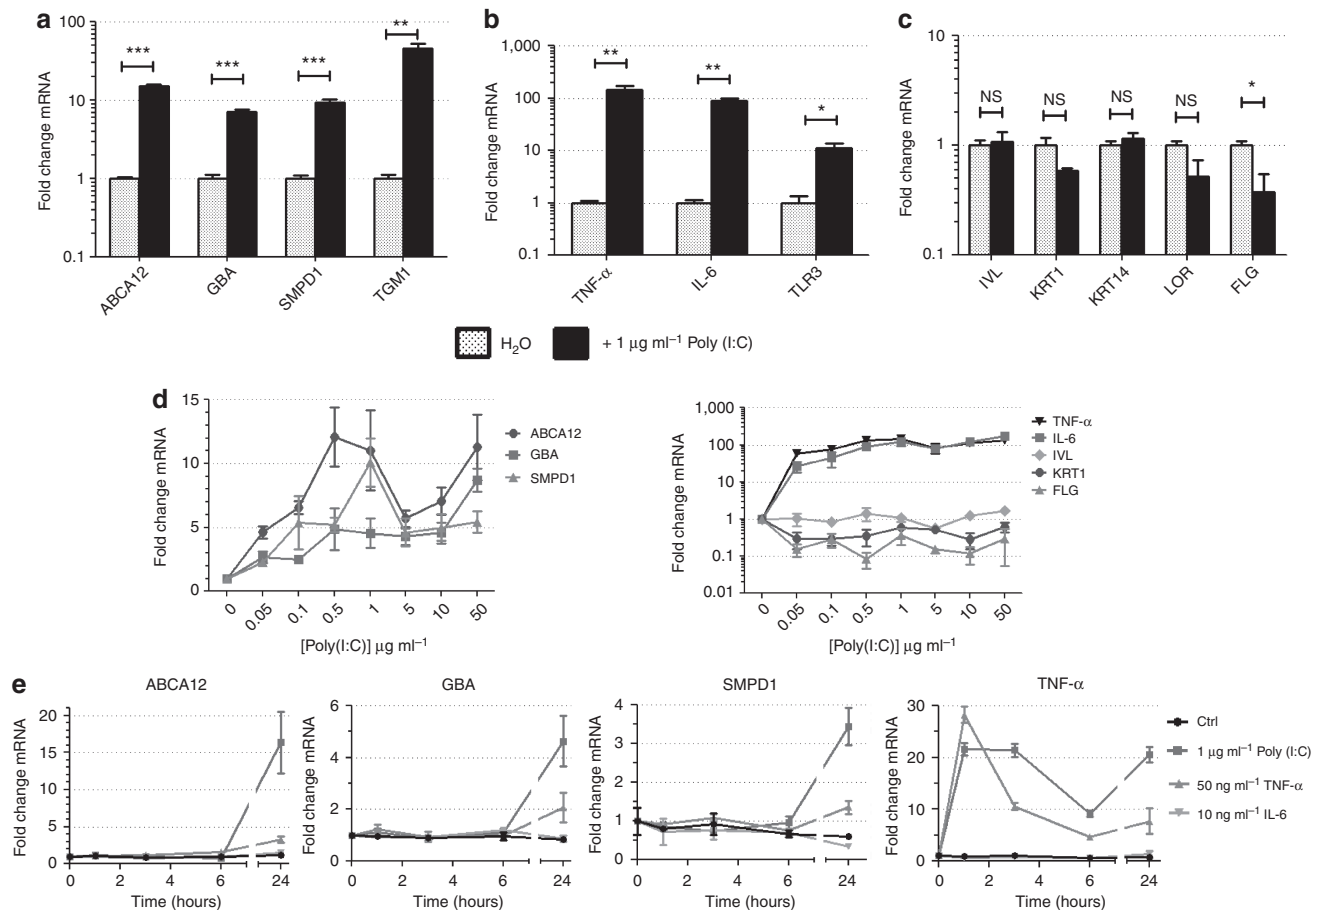 a
Fold change mRNA
100
10
1
0.1
***
***
***
**
ABCA12
GBA
SMPD1
TGM1
b
Fold change mRNA
1,000
100
10
1
0.1
**
**
*
TNF-α
IL-6
TLR3
c
Fold change mRNA
10
1
0.1
NS
NS
NS
NS
*
IVL
KRT1
KRT14
LOR
FLG
H2O
+ 1 μg ml−1 Poly (I:C)
d
Fold change mRNA
15
10
5
0
0 0.05 0.1 0.5 1 5 10 50
[Poly(I:C)] μg ml−1
ABCA12
GBA
SMPD1
Fold change mRNA
1,000
100
10
1
0.1
0.01
0 0.05 0.1 0.5 1 5 10 50
[Poly(I:C)] μg ml−1
TNF-α
IL-6
IVL
KRT1
FLG
e
ABCA12
Fold change mRNA
20
15
10
5
0
0 2 4 6 24
Time (hours)
GBA
Fold change mRNA
6
4
2
0
0 2 4 6 24
Time (hours)
SMPD1
Fold change mRNA
4
3
2
1
0
0 2 4 6 24
Time (hours)
TNF-α
Fold change mRNA
30
20
10
0
0 2 4 6 24
Time (hours)
Ctrl
1 μg ml−1 Poly (I:C)
50 ng ml−1 TNF-α
10 ng ml−1 IL-6